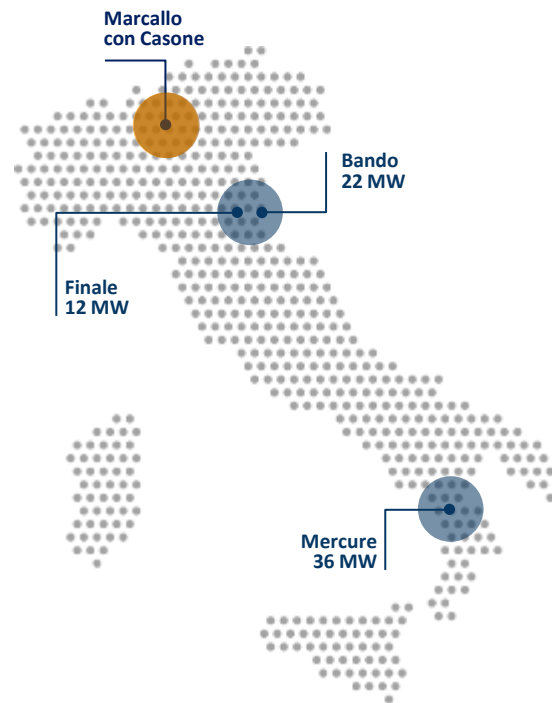 Marcallo
con Casone
Bando
22 MW
Finale
12 MW
Mercure
36 MW